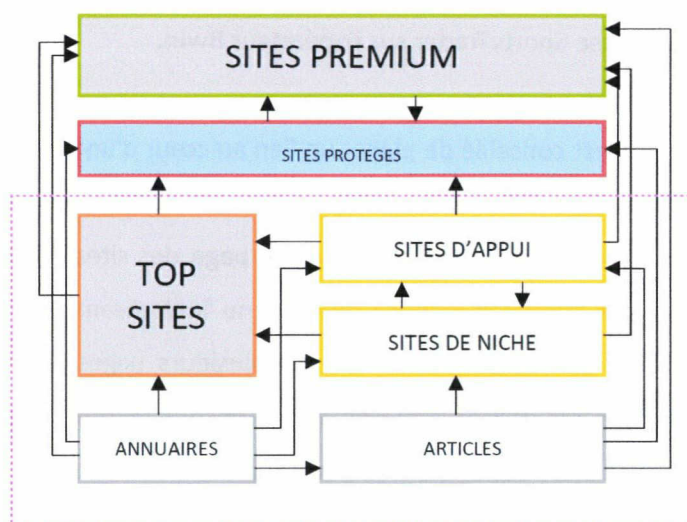 SITES PREMIUM
SITES PROTEGES
TOP
SITES
SITES D'APPUI
SITES DE NICHE
ANNUAIRES
ARTICLES